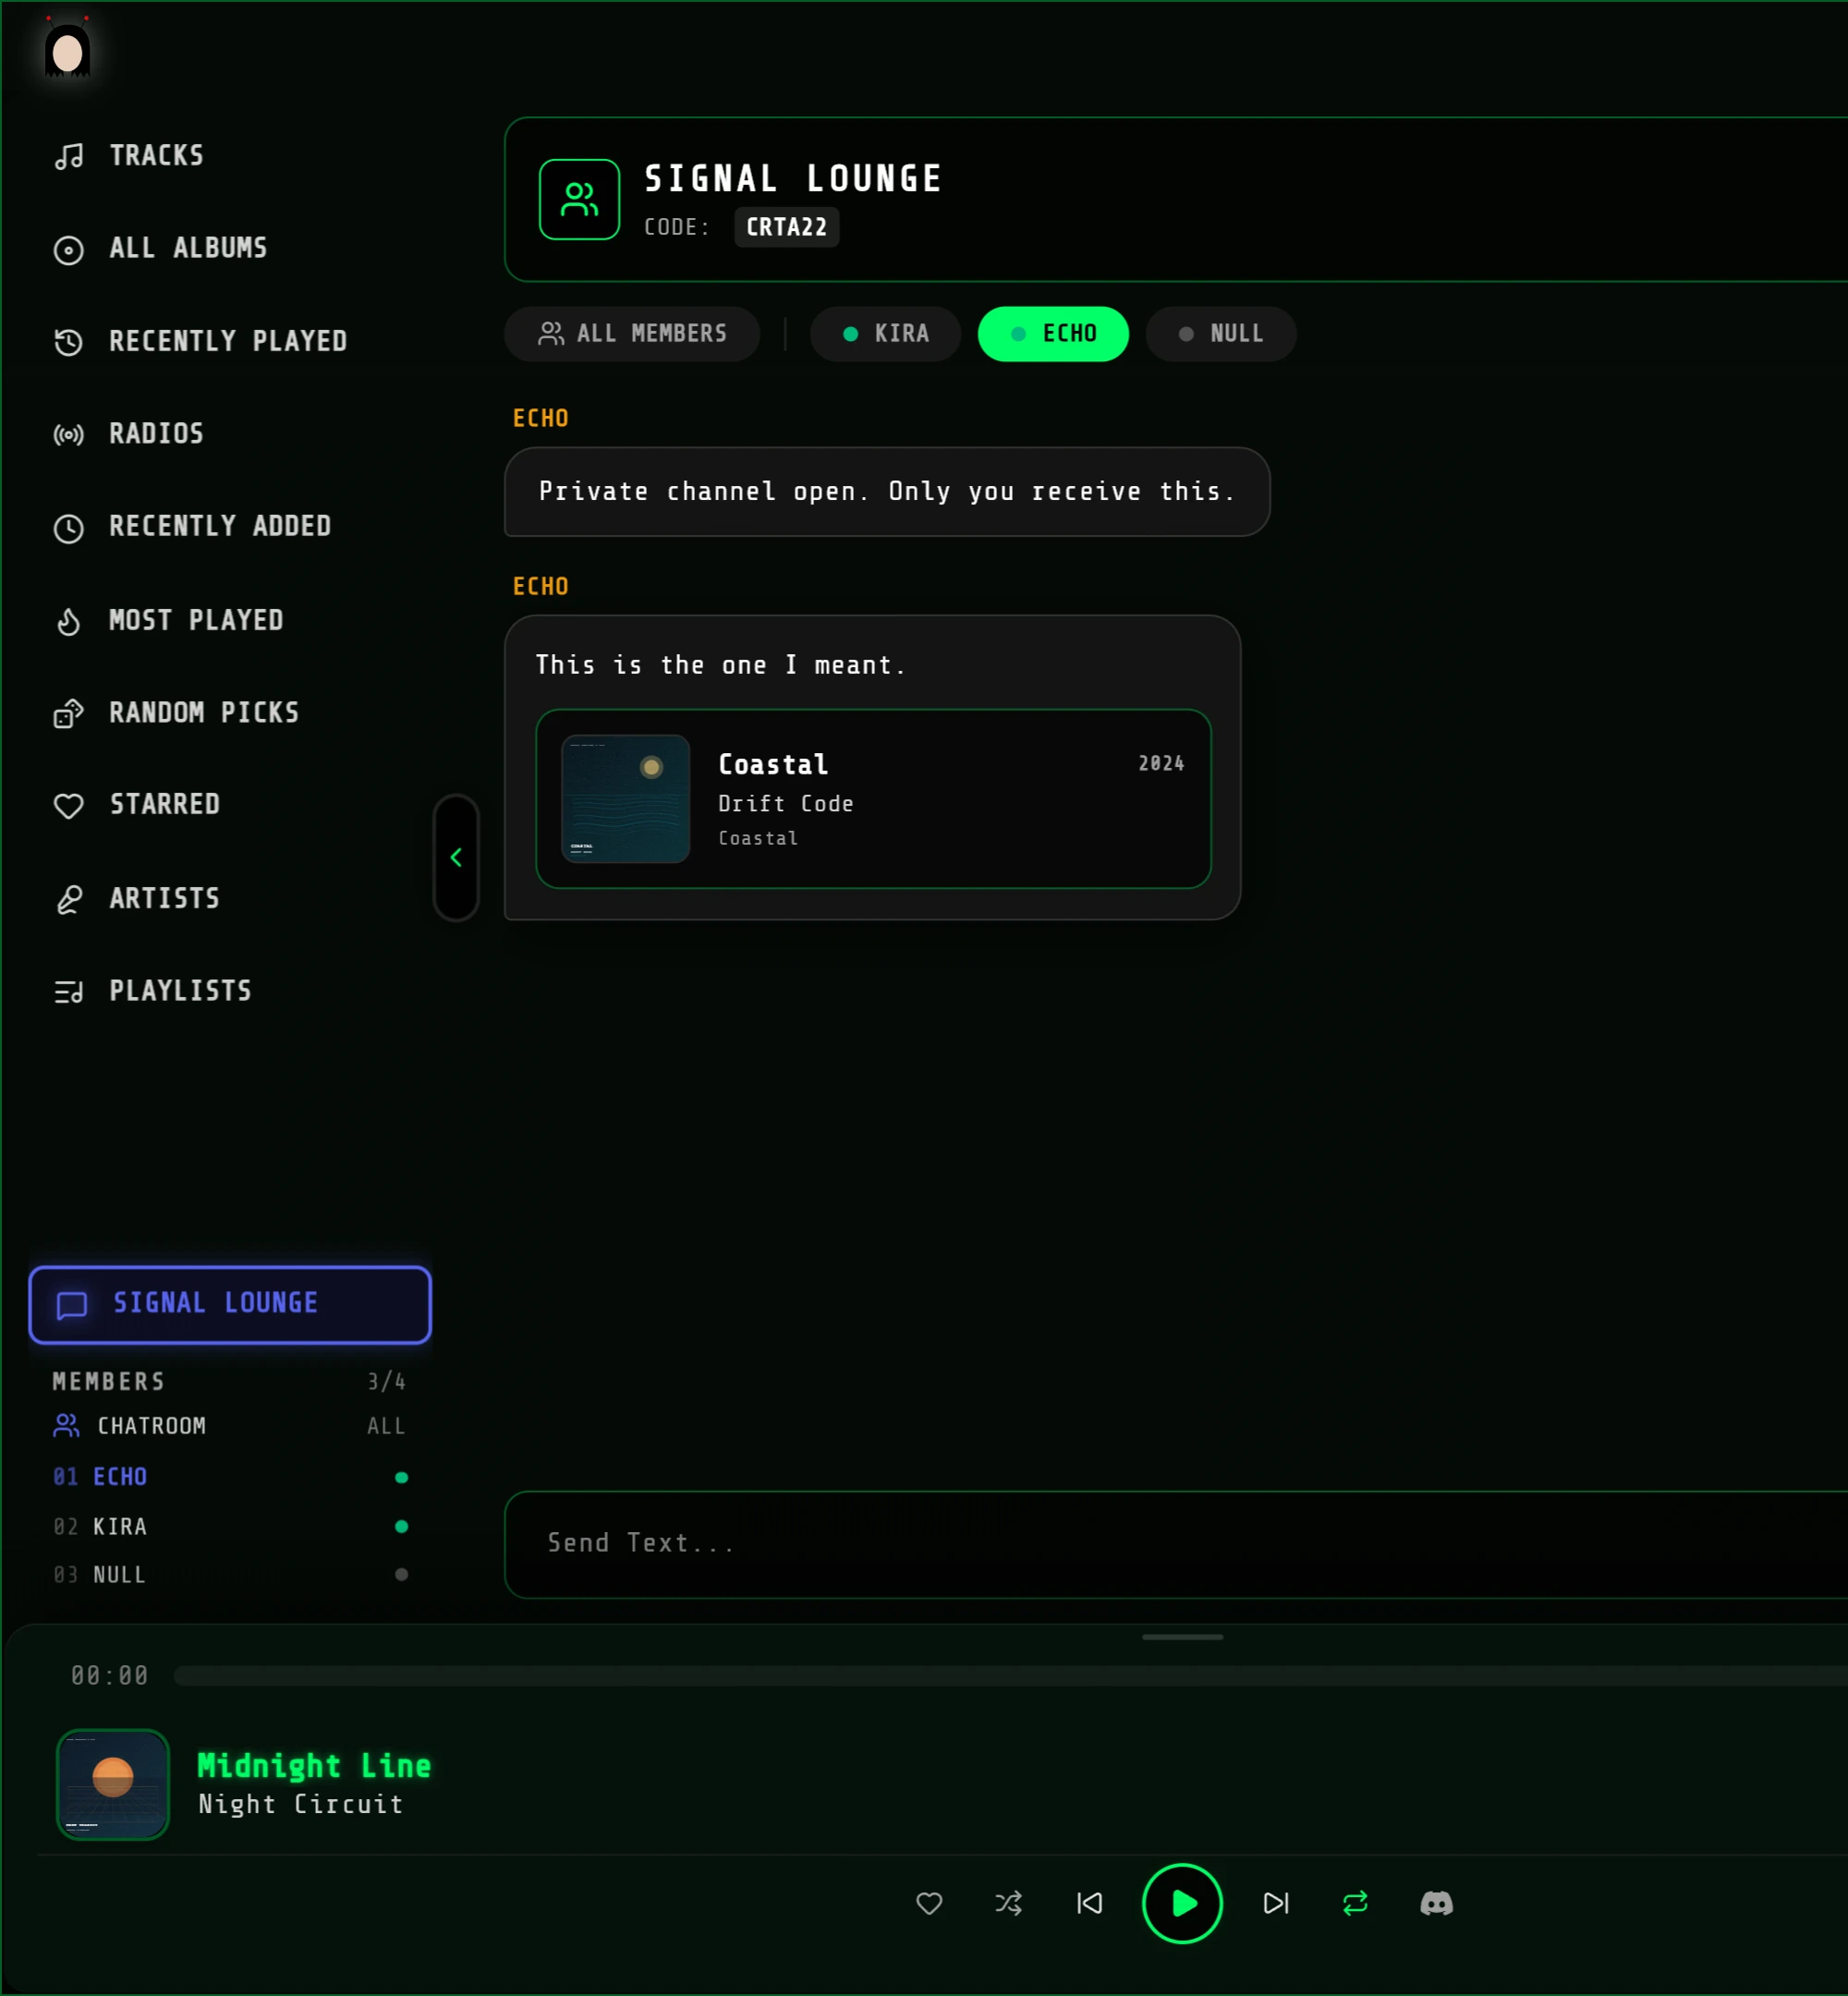 TRACKS
ALL ALBUMS
RECENTLY PLAYED
RADIOS
RECENTLY ADDED
MOST PLAYED
RANDOM PICKS
STARRED
ARTISTS
PLAYLISTS
SIGNAL LOUNGE
MEMBERS 3/4
CHATROOM ALL
01 ECHO
02 KIRA
03 NULL
SIGNAL LOUNGE
CODE: CRTA22
ALL MEMBERS KIRA ECHO NULL
ECHO
Private channel open. Only you receive this.
ECHO
This is the one I meant.
Coastal 2024
Drift Code
Coastal
COASTAL
Send Text...
00:00
Midnight Line
Night Circuit